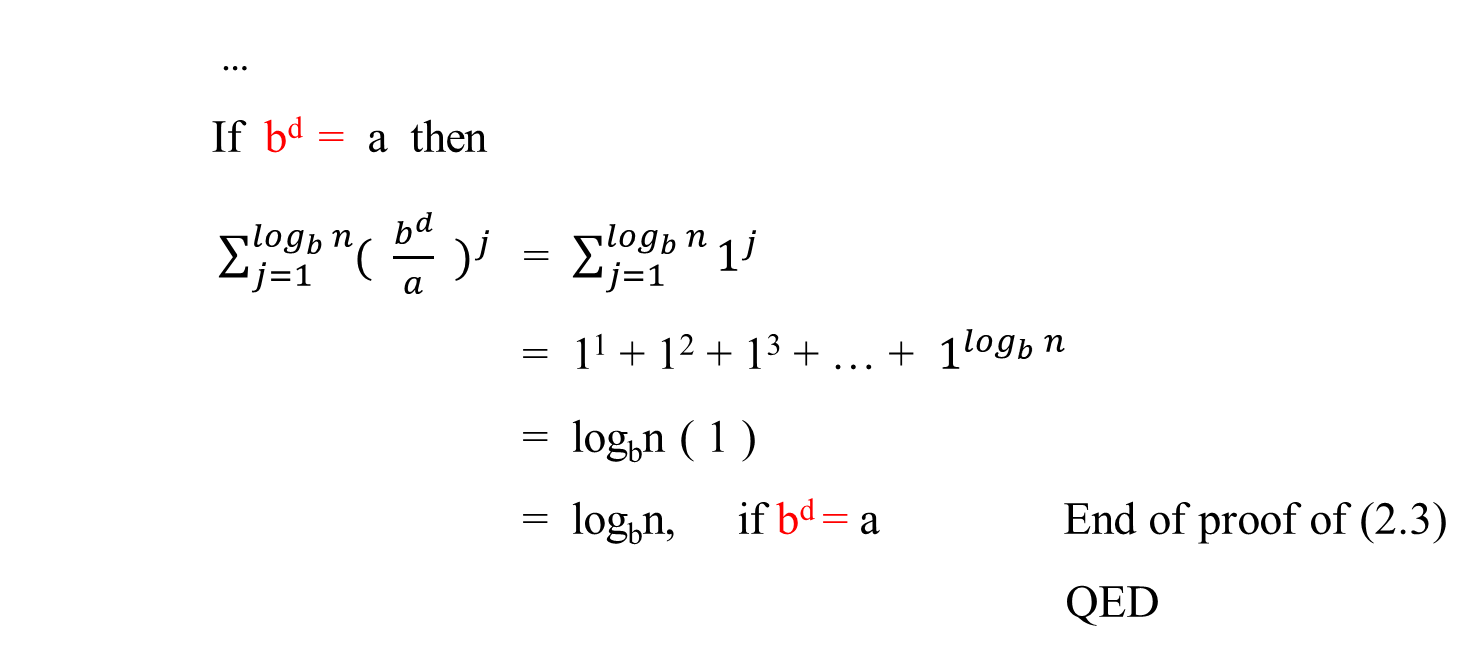 ...
If b^d = a then
∑_{j=1}^{log_b n} ( \frac{b^d}{a} )^j = ∑_{j=1}^{log_b n} 1^j
= 1^1 + 1^2 + 1^3 + … + 1^{log_b n}
= log_b n ( 1 )
= log_b n, if b^d = a End of proof of (2.3)
QED